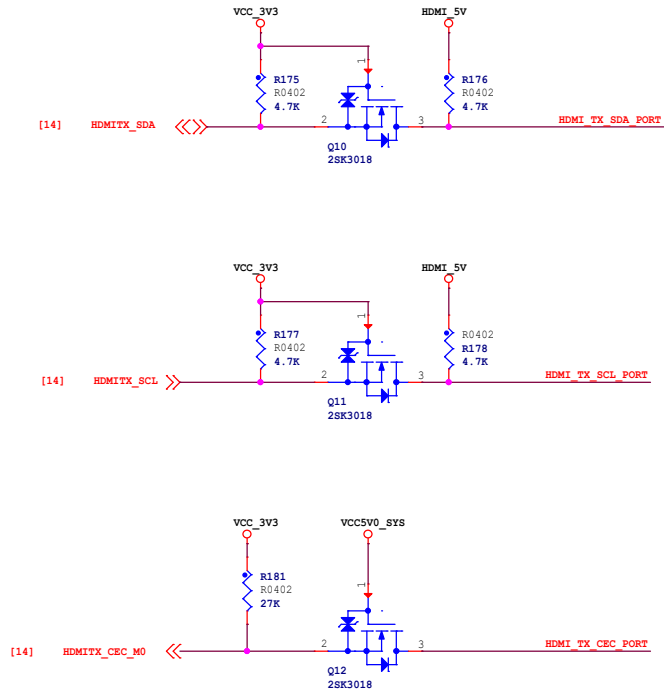 VCC_3V3
HDMI_5V
1
R175
R0402
4.7K
R176
R0402
4.7K
[14] HDMITX_SDA
2
3
HDMI_TX_SDA_PORT
Q10
2SK3018
VCC_3V3
HDMI_5V
1
R177
R0402
4.7K
R0402
R178
4.7K
[14] HDMITX_SCL
2
3
HDMI_TX_SCL_PORT
Q11
2SK3018
VCC_3V3
VCC5V0_SYS
1
R181
R0402
27K
[14] HDMITX_CEC_M0
2
3
HDMI_TX_CEC_PORT
Q12
2SK3018